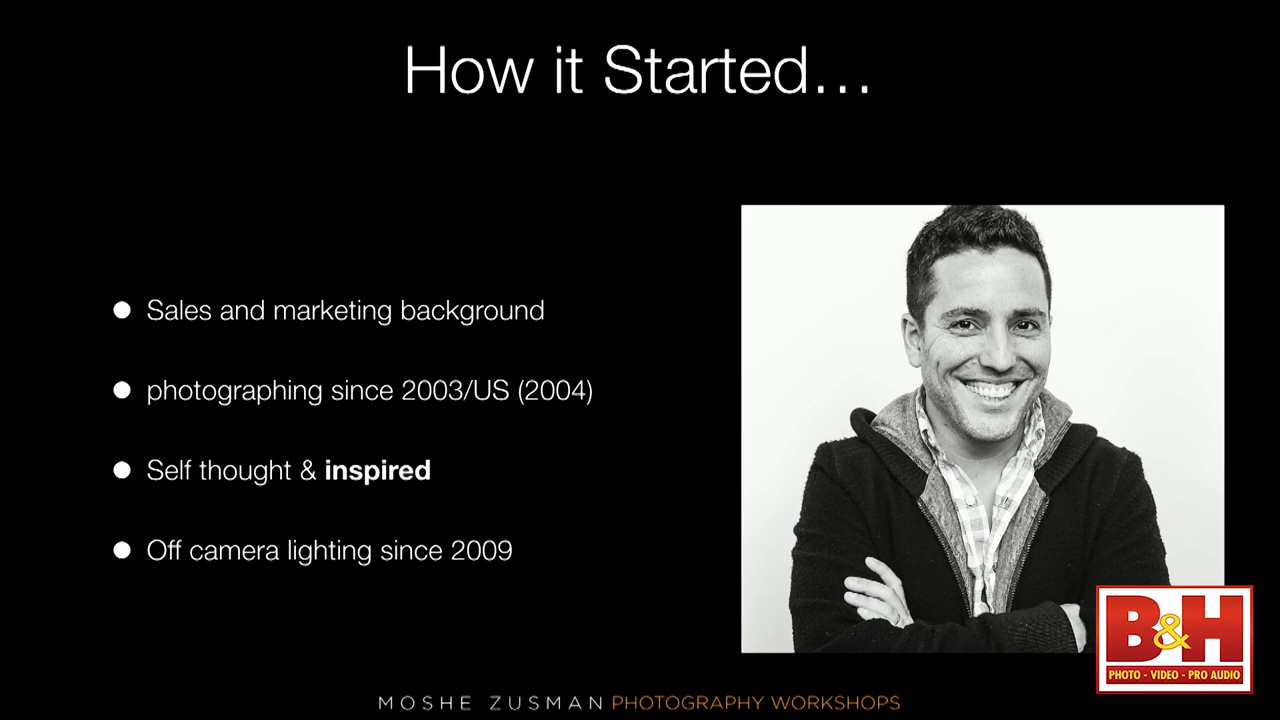 How it Started…
Sales and marketing background
photographing since 2003/US (2004)
Self thought & inspired
Off camera lighting since 2009
B&H
PHOTO - VIDEO - PRO AUDIO
MOSHE ZUSMAN PHOTOGRAPHY WORKSHOPS